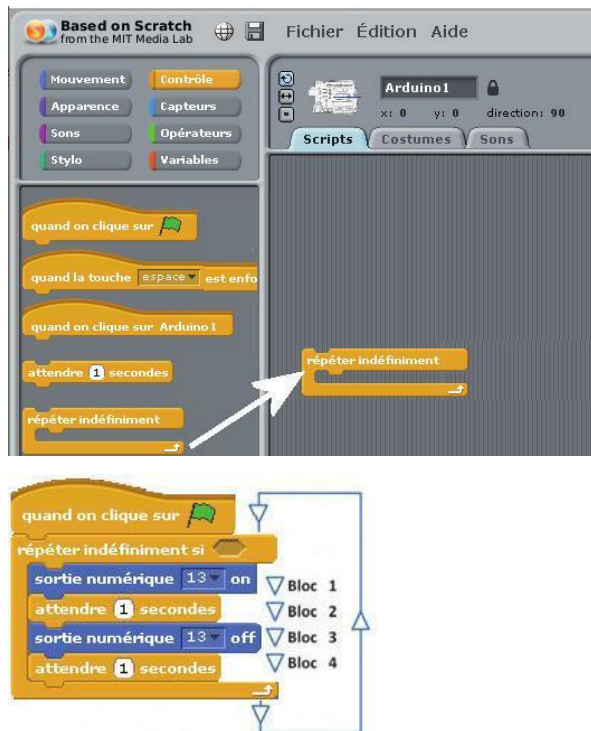 Based on Scratch
from the MIT Media Lab
Fichier Édition Aide
Mouvement Contrôle
Apparence Capteurs
Sons Opérateurs
Stylo Variables
Arduino1
x: 0 y: 0 direction: 90
Scripts Costumes Sons
quand on clique sur
quand la touche espace est enfo
quand on clique sur Arduino1
attendre 1 secondes
répéter indéfiniment
répéter indéfiniment
quand on clique sur
répéter indéfiniment si
sortie numérique 13 on
attendre 1 secondes
sortie numérique 13 off
attendre 1 secondes
Bloc 1
Bloc 2
Bloc 3
Bloc 4